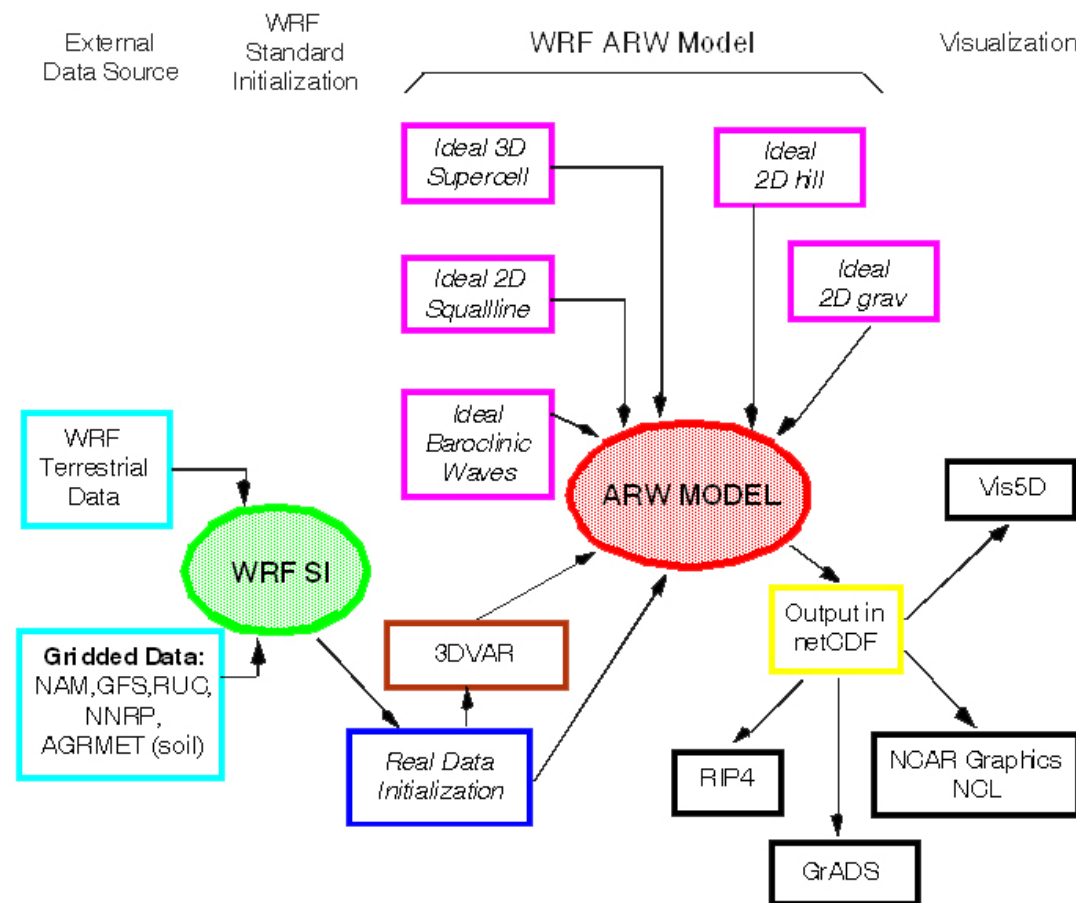 External
Data Source
WRF
Standard
Initialization
WRF ARW Model
Visualization
Ideal 3D
Supercell
Ideal
2D hill
Ideal 2D
Squallline
Ideal
2D grav
Ideal
Baroclinic
Waves
WRF
Terrestrial
Data
ARW MODEL
Vis5D
WRF SI
Output in
netCDF
Gridded Data:
NAM,GFS,RUC,
NNRP,
AGRMET (soil)
3DVAR
Real Data
Initialization
RIP4
NCAR Graphics
NCL
GrADS